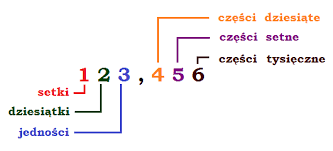 części dziesiąte
części setne
części tysięczne
1 2 3 , 4 5 6
setki
dziesiątki
jedności